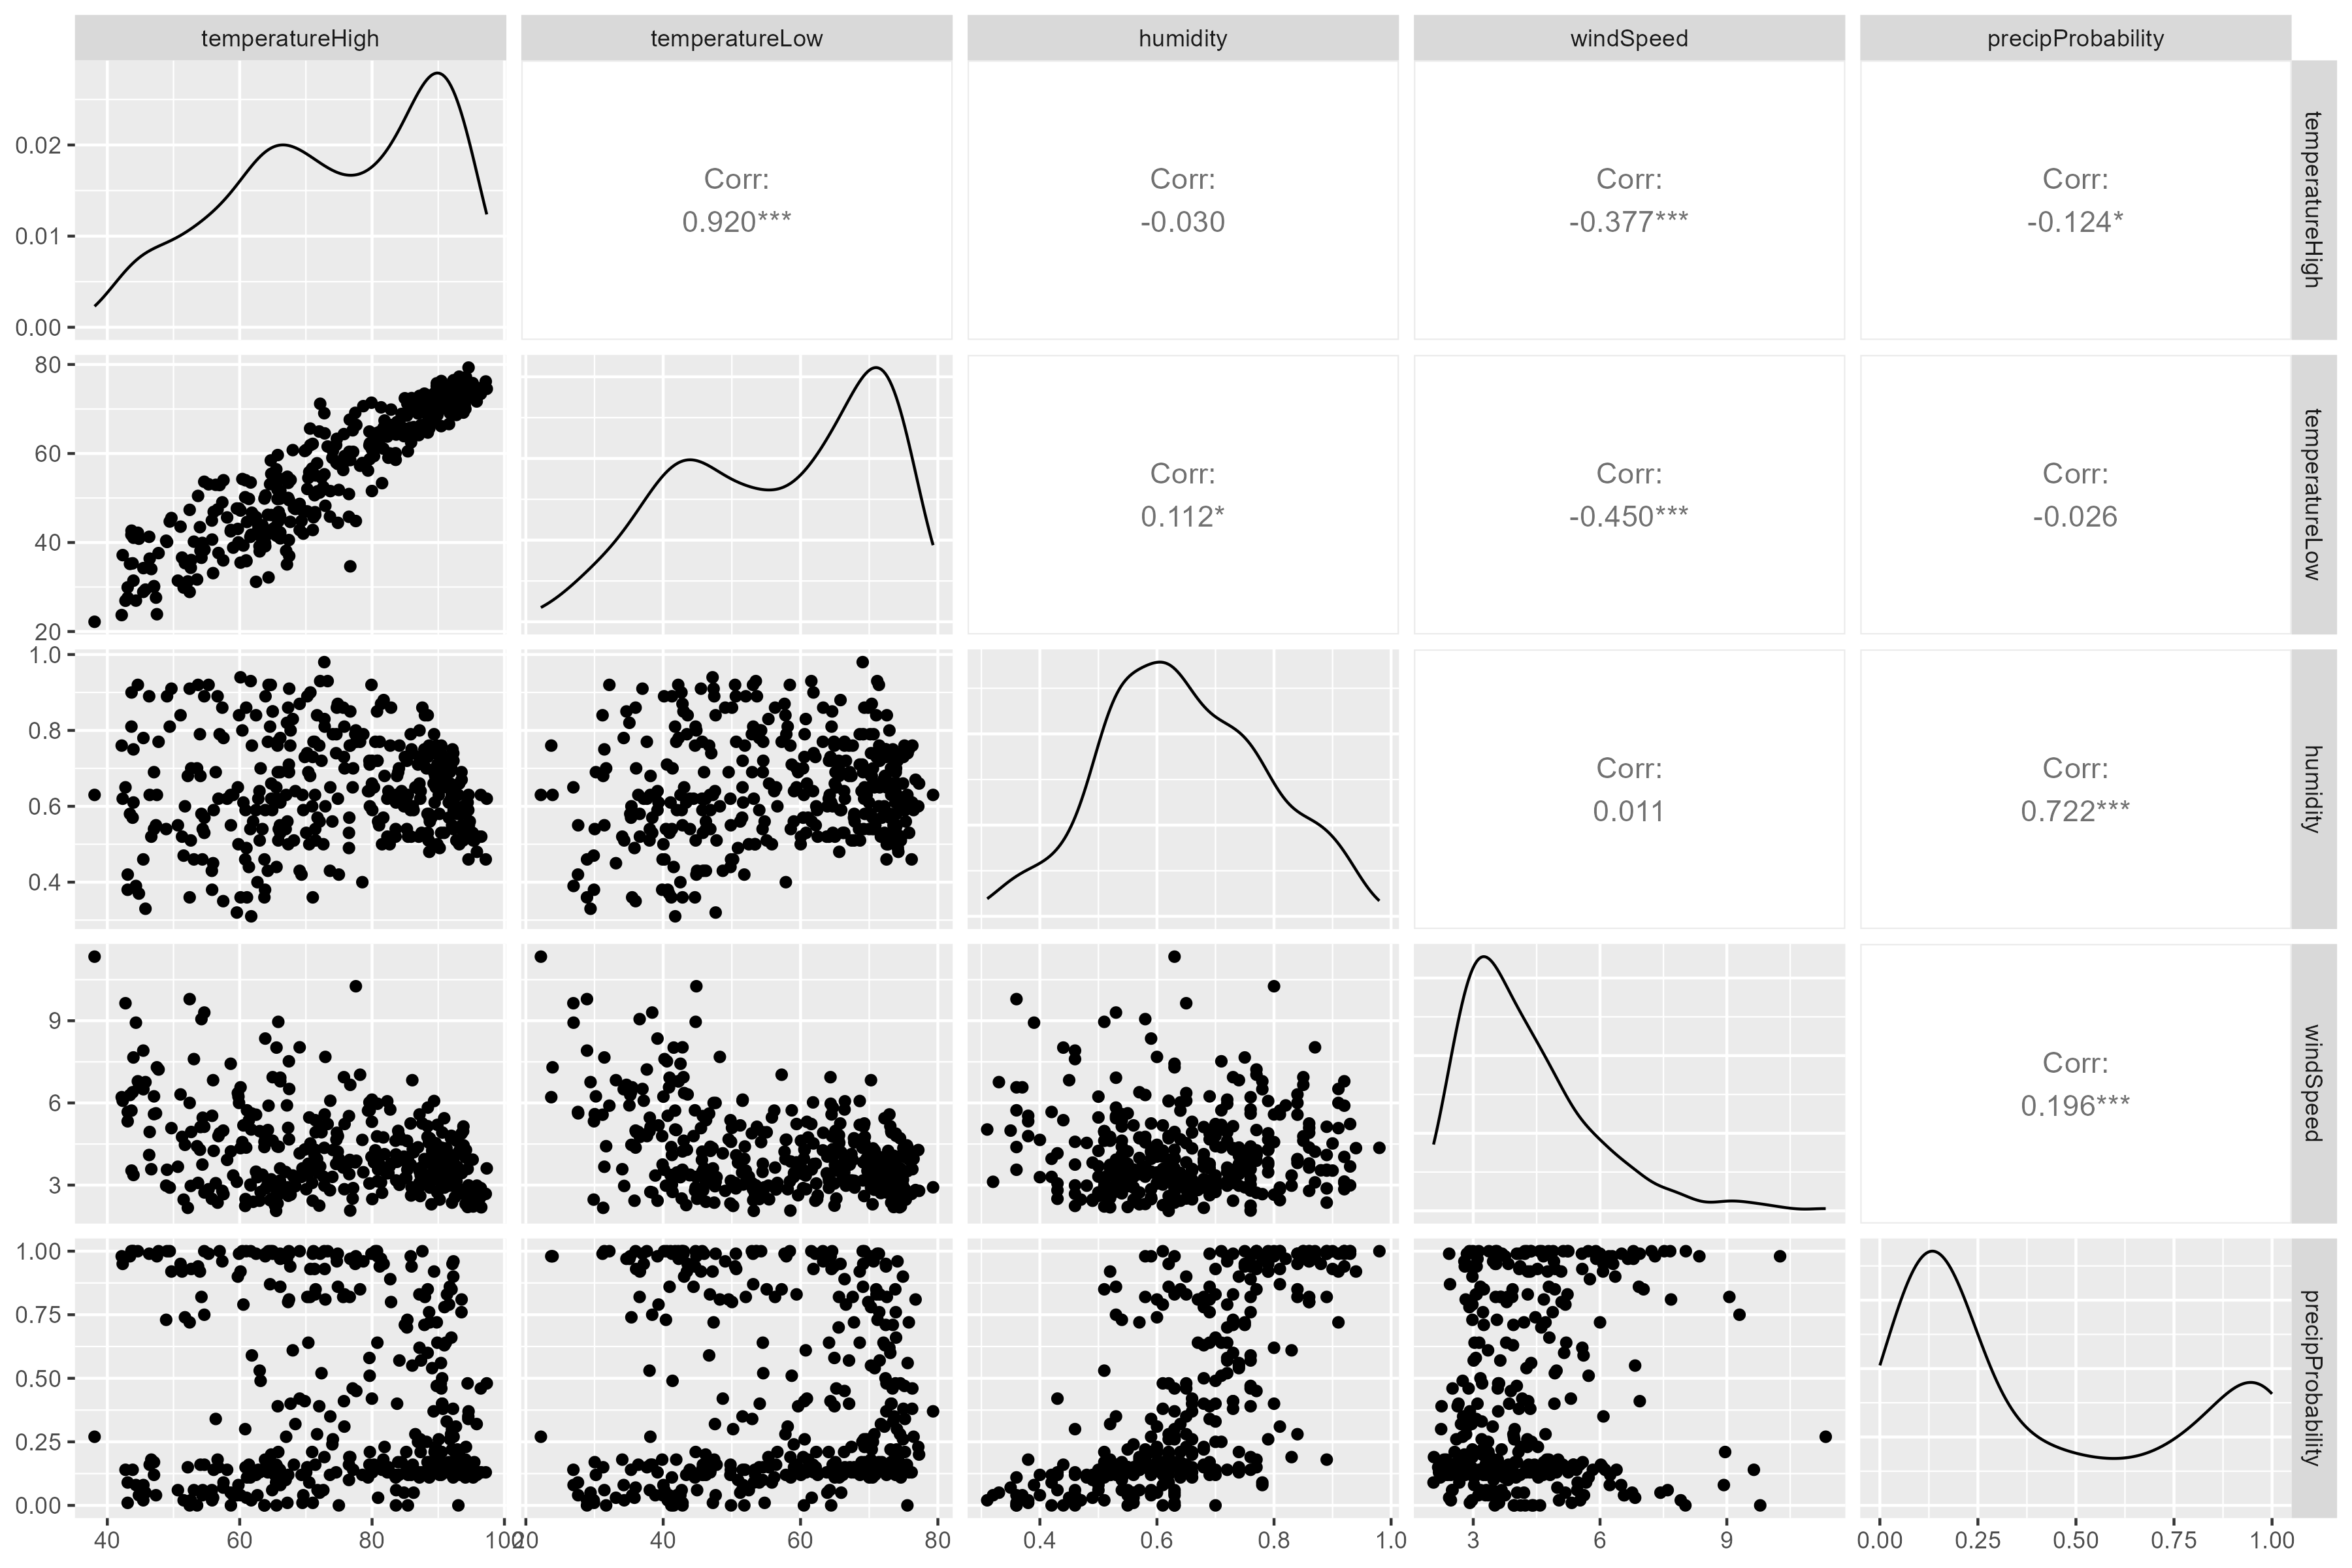 temperatureHigh temperatureLow humidity windSpeed precipProbability
0.02
0.01
0.00
Corr:
0.920***
Corr:
-0.030
Corr:
-0.377***
Corr:
-0.124*
temperatureHigh
80
60
40
20
Corr:
0.112*
Corr:
-0.450***
Corr:
-0.026
temperatureLow
1.0
0.8
0.6
0.4
Corr:
0.011
Corr:
0.722***
humidity
9
6
3
Corr:
0.196***
windSpeed
1.00
0.75
0.50
0.25
0.00
precipProbability
40 60 80 100 20 40 60 80 0.4 0.6 0.8 1.0 3 6 9 0.00 0.25 0.50 0.75 1.00